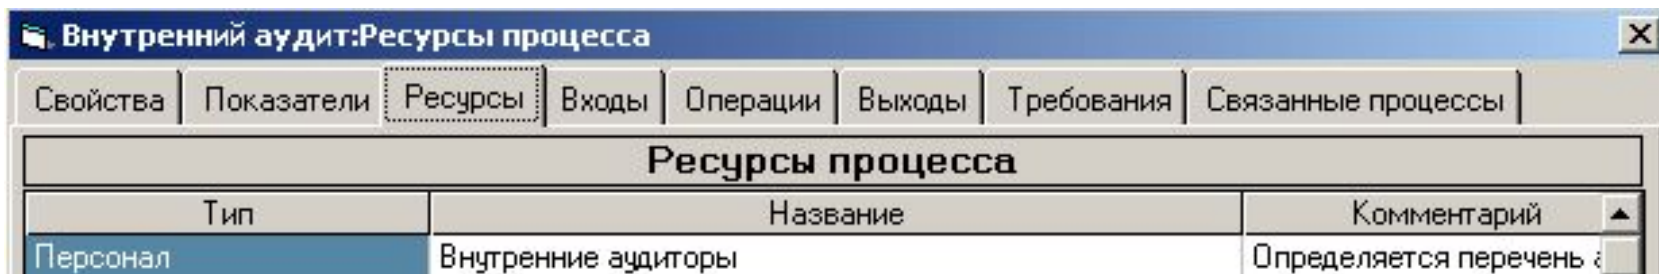 Внутренний аудит:Ресурсы процесса
Свойства Показатели Ресурсы Входы Операции Выходы Требования Связанные процессы
Ресурсы процесса
Тип Название Комментарий
Персонал Внутренние аудиторы Определяется перечень